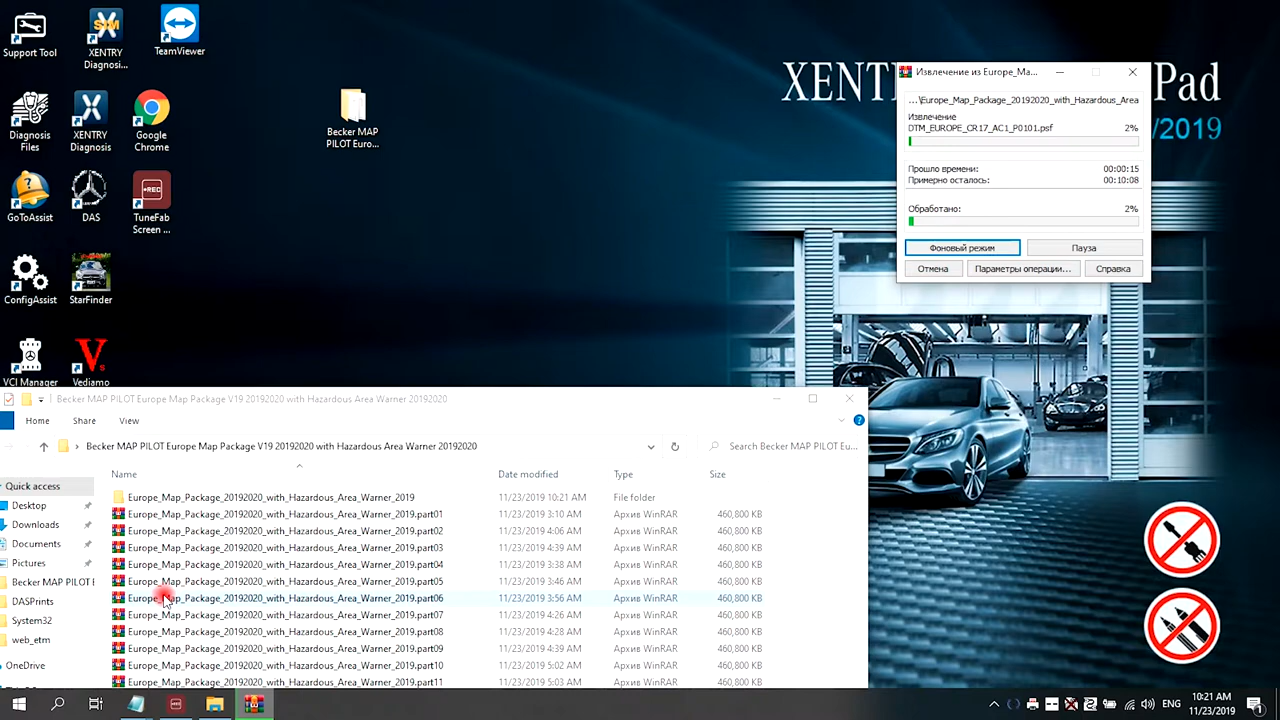 Support Tool
XENTRY
Diagnosi...
TeamViewer
Diagnosis
Files
XENTRY
Diagnosis
Google
Chrome
Becker MAP
PILOT Euro...
GoToAssist
DAS
TuneFab
Screen ...
ConfigAssist
StarFinder
VCI Manager
Vediamo
XENT
Pad
/2019
Извлечение из Europe_Ma...
...\Europe_Map_Package_20192020_with_Hazardous_Area
Извлечение
DTM_EUROPE_CR17_AC1_P0101.psf 2%
Прошло времени: 00:00:15
Примерно осталось: 00:10:08
Обработано: 2%
Фоновый режим Пауза
Отмена Параметры операции... Справка
Becker MAP PILOT Europe Map Package V19 20192020 with Hazardous Area Warner 20192020
Home Share View
Becker MAP PILOT Europe Map Package V19 20192020 with Hazardous Area Warner 20192020
Search Becker MAP PILOT Eu...
Name Date modified Type Size
Quick access
Desktop
Downloads
Documents
Pictures
Becker MAP PILOT E
DASPrints
System32
web_etm
OneDrive
Europe_Map_Package_20192020_with_Hazardous_Area_Warner_2019 11/23/2019 10:21 AM File folder
Europe_Map_Package_20192020_with_Hazardous_Area_Warner_2019.part01 11/23/2019 3:10 AM Архив WinRAR 460,800 KB
Europe_Map_Package_20192020_with_Hazardous_Area_Warner_2019.part02 11/23/2019 4:06 AM Архив WinRAR 460,800 KB
Europe_Map_Package_20192020_with_Hazardous_Area_Warner_2019.part03 11/23/2019 4:39 AM Архив WinRAR 460,800 KB
Europe_Map_Package_20192020_with_Hazardous_Area_Warner_2019.part04 11/23/2019 3:38 AM Архив WinRAR 460,800 KB
Europe_Map_Package_20192020_with_Hazardous_Area_Warner_2019.part05 11/23/2019 3:46 AM Архив WinRAR 460,800 KB
Europe_Map_Package_20192020_with_Hazardous_Area_Warner_2019.part06 11/23/2019 3:56 AM Архив WinRAR 460,800 KB
Europe_Map_Package_20192020_with_Hazardous_Area_Warner_2019.part07 11/23/2019 4:26 AM Архив WinRAR 460,800 KB
Europe_Map_Package_20192020_with_Hazardous_Area_Warner_2019.part08 11/23/2019 4:28 AM Архив WinRAR 460,800 KB
Europe_Map_Package_20192020_with_Hazardous_Area_Warner_2019.part09 11/23/2019 4:39 AM Архив WinRAR 460,800 KB
Europe_Map_Package_20192020_with_Hazardous_Area_Warner_2019.part10 11/23/2019 5:02 AM Архив WinRAR 460,800 KB
Europe_Map_Package_20192020_with_Hazardous_Area_Warner_2019.part11 11/23/2019 5:03 AM Архив WinRAR 460,800 KB
ENG
10:21 AM
11/23/2019